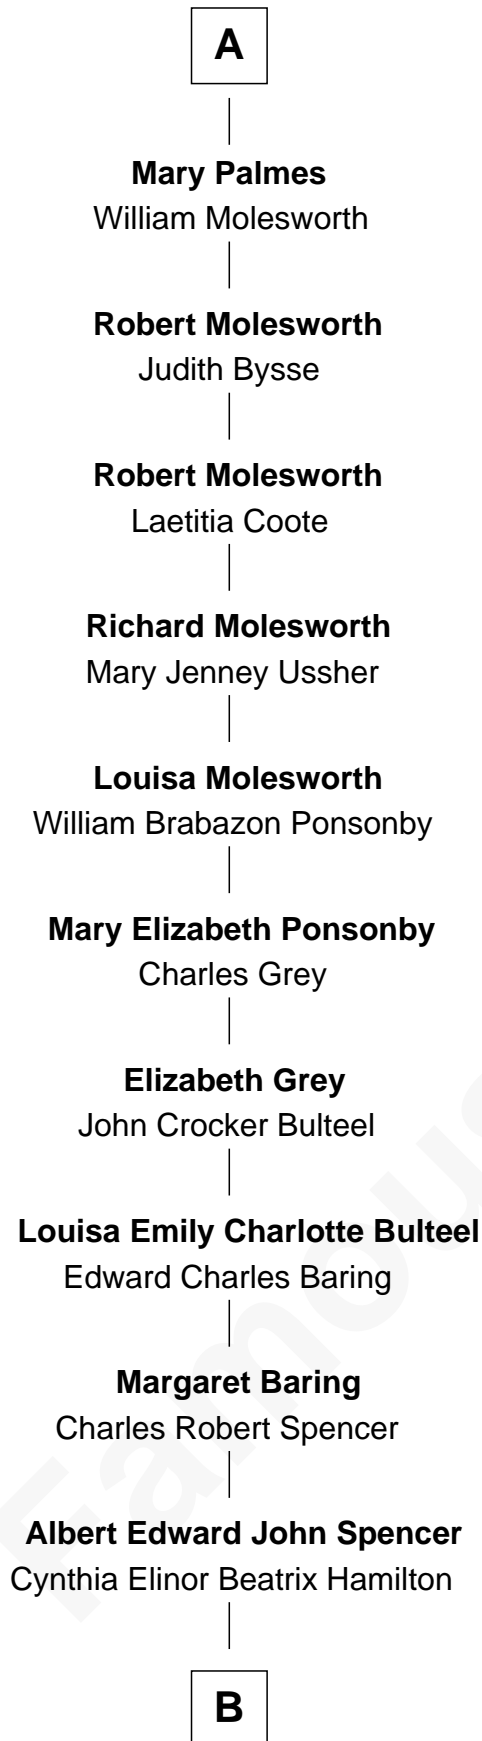 A
Mary Palmes
William Molesworth
Robert Molesworth
Judith Bysse
Robert Molesworth
Laetitia Coote
Richard Molesworth
Mary Jenney Ussher
Louisa Molesworth
William Brabazon Ponsonby
Mary Elizabeth Ponsonby
Charles Grey
Elizabeth Grey
John Crocker Bulteel
Louisa Emily Charlotte Bulteel
Edward Charles Baring
Margaret Baring
Charles Robert Spencer
Albert Edward John Spencer
Cynthia Elinor Beatrix Hamilton
B
Famous